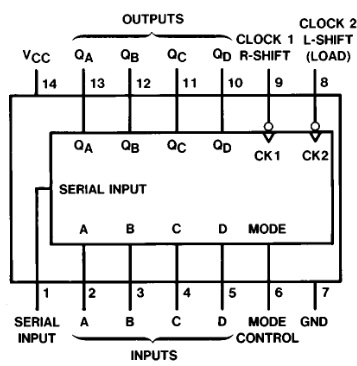 OUTPUTS
CLOCK 1
R-SHIFT
CLOCK 2
L-SHIFT
(LOAD)
VCC QA QB QC QD
14 13 12 11 10 9 8
QA QB QC QD CK1 CK2
SERIAL INPUT
A B C D MODE
1 2 3 4 5 6 7
SERIAL
INPUT
A B C D
MODE
CONTROL
GND
INPUTS